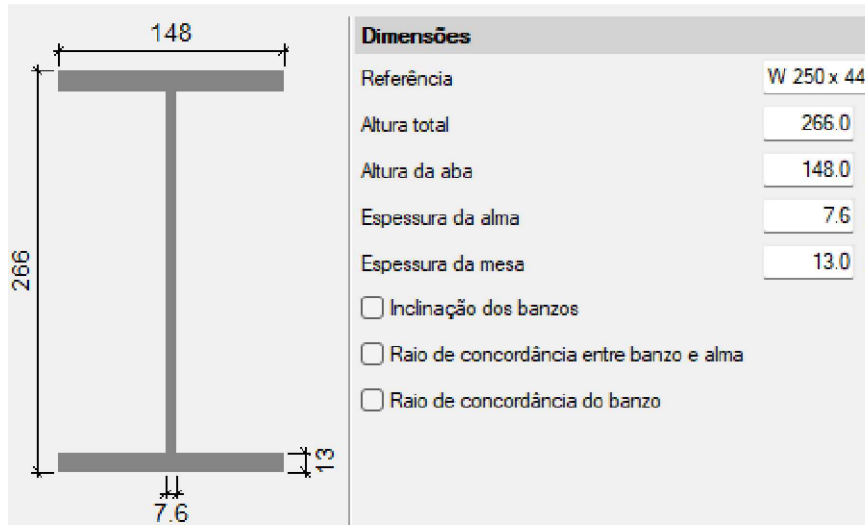 148
266
13
7.6
Dimensões
Referência W 250 x 44
Altura total 266.0
Altura da aba 148.0
Espessura da alma 7.6
Espessura da mesa 13.0
Inclinação dos banzos
Raio de concordância entre banzo e alma
Raio de concordância do banzo